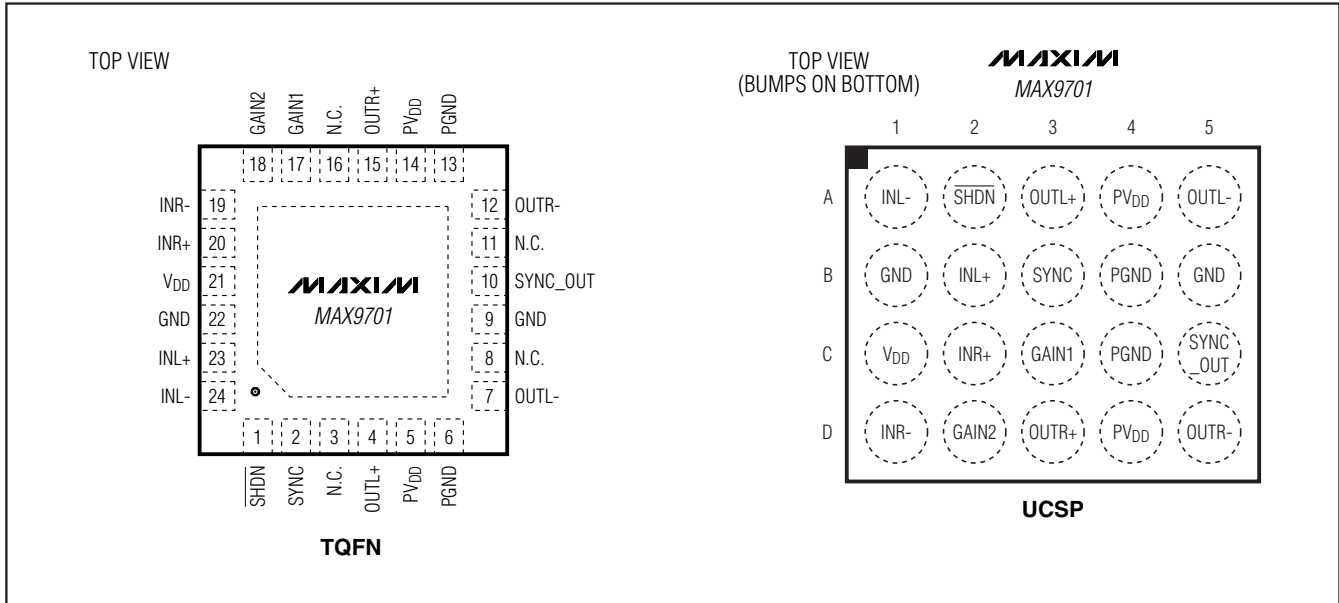 TOP VIEW
GAIN2
GAIN1
N.C.
OUTR+
PVDD
PGND
18 17 16 15 14 13
INR- 19
INR+ 20
VDD 21
GND 22
INL+ 23
INL- 24
12 OUTR-
11 N.C.
10 SYNC_OUT
9 GND
8 N.C.
7 OUTL-
MAXIM
MAX9701
1 2 3 4 5 6
SHDN
SYNC
N.C.
OUTL+
PVDD
PGND
TQFN
TOP VIEW
(BUMPS ON BOTTOM)
MAXIM
MAX9701
1 2 3 4 5
A INL- SHDN OUTL+ PVDD OUTL-
B GND INL+ SYNC PGND GND
C VDD INR+ GAIN1 PGND SYNC
_OUT
D INR- GAIN2 OUTR+ PVDD OUTR-
UCSP